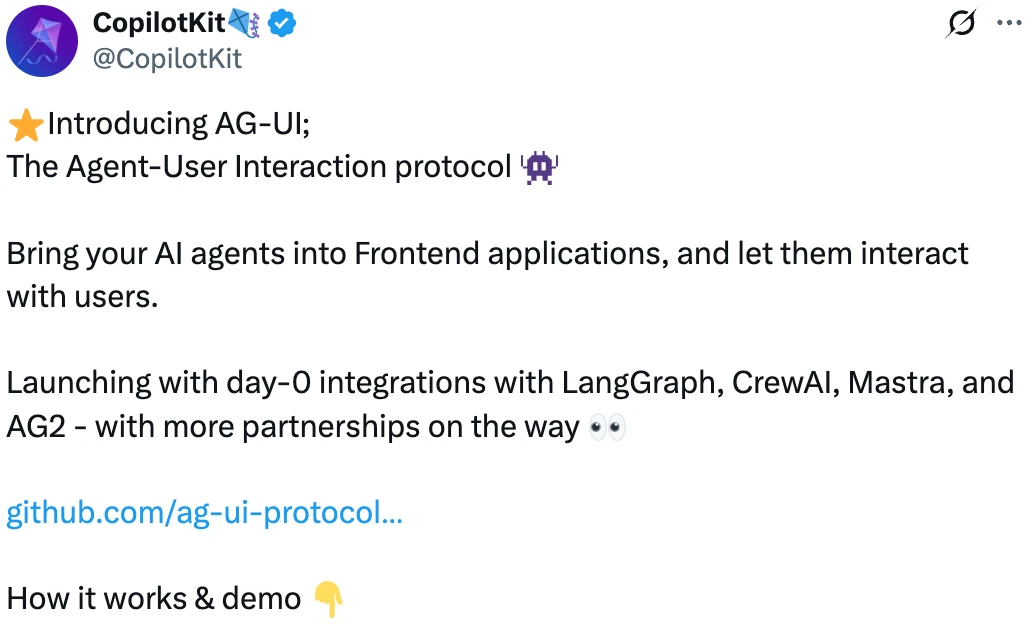 CopilotKit🪁
@CopilotKit
⭐Introducing AG-UI;
The Agent-User Interaction protocol 👾
Bring your AI agents into Frontend applications, and let them interact
with users.
Launching with day-0 integrations with LangGraph, CrewAI, Mastra, and
AG2 - with more partnerships on the way 👀
github.com/ag-ui-protocol...
How it works & demo 👇